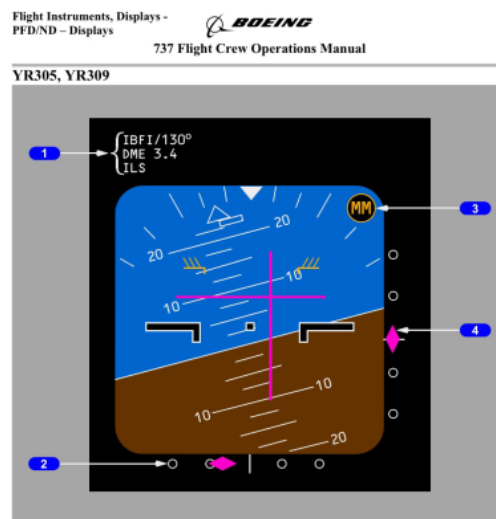 Flight Instruments, Displays -
PFD/ND – Displays
BOEING
737 Flight Crew Operations Manual
YR305, YR309
1
IBFI/130°
DME 3.4
ILS
MM
3
20
20
10
10
4
10
10
20
2